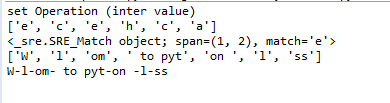 set Operation (inter value)
['e', 'c', 'e', 'h', 'c', 'a']
<_sre.SRE_Match object; span=(1, 2), match='e'>
['W', 'l', 'om', ' to pyt', 'on ', 'l', 'ss']
W-l-om- to pyt-on -l-ss